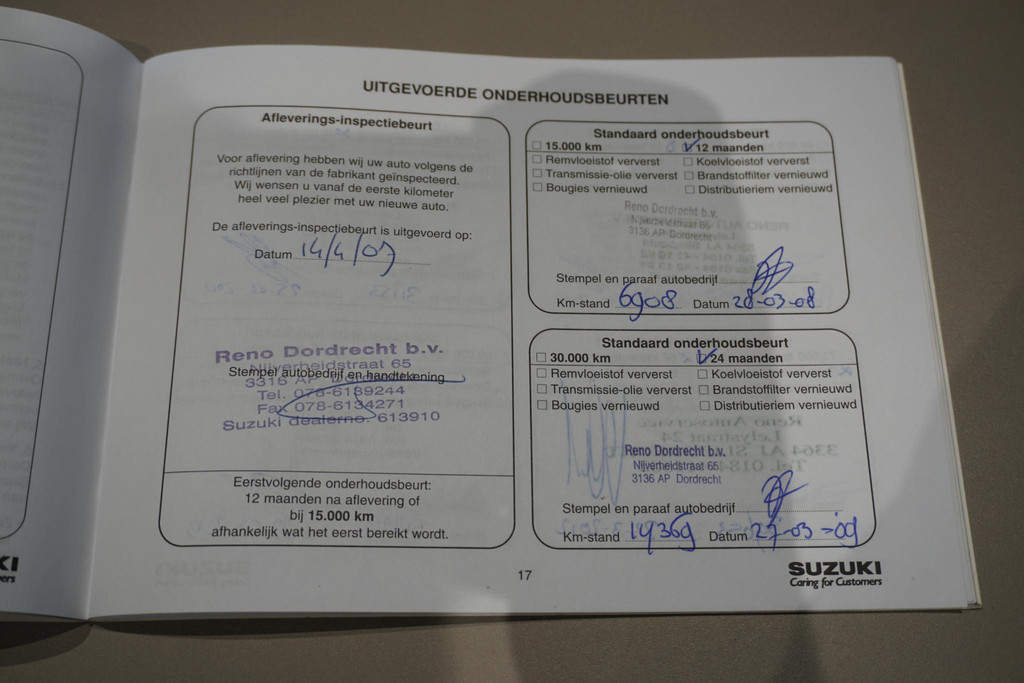 UITGEVOERDE ONDERHOUDSBEURTEN
Afleverings-inspectiebeurt
Voor aflevering hebben wij uw auto volgens de
richtlijnen van de fabrikant geïnspecteerd.
Wij wensen u vanaf de eerste kilometer
heel veel plezier met uw nieuwe auto.
De afleverings-inspectiebeurt is uitgevoerd op:
Datum 14/4/07
Reno Dordrecht b.v.
Nijverheidstraat 65
Stempel autobedrijf en handtekening
3316 AP Dordrecht
Tel. 078-6189244
Fax 078-6134271
Suzuki dealerno. 613910
Eerstvolgende onderhoudsbeurt:
12 maanden na aflevering of
bij 15.000 km
afhankelijk wat het eerst bereikt wordt.
Standaard onderhoudsbeurt
15.000 km 12 maanden
Remvloeistof ververst Koelvloeistof ververst
Transmissie-olie ververst Brandstoffilter vernieuwd
Bougies vernieuwd Distributieriem vernieuwd
Reno Dordrecht b.v.
Nijverheidstraat 65
3136 AP Dordrecht
Stempel en paraaf autobedrijf
Km-stand 6908 Datum 28-03-08
Standaard onderhoudsbeurt
30.000 km 24 maanden
Remvloeistof ververst Koelvloeistof ververst
Transmissie-olie ververst Brandstoffilter vernieuwd
Bougies vernieuwd Distributieriem vernieuwd
Reno Dordrecht b.v.
Nijverheidstraat 65
3136 AP Dordrecht
Stempel en paraaf autobedrijf
Km-stand 19369 Datum 27-03-09
17
SUZUKI
Caring for Customers
KI
ers